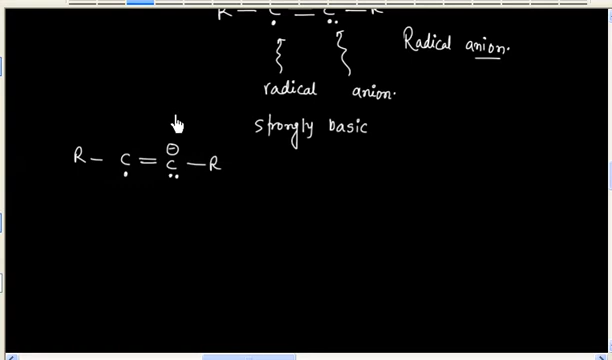 R — C = C — R
Radical anion.
radical anion.
strongly basic
⊖
R — C = C — R